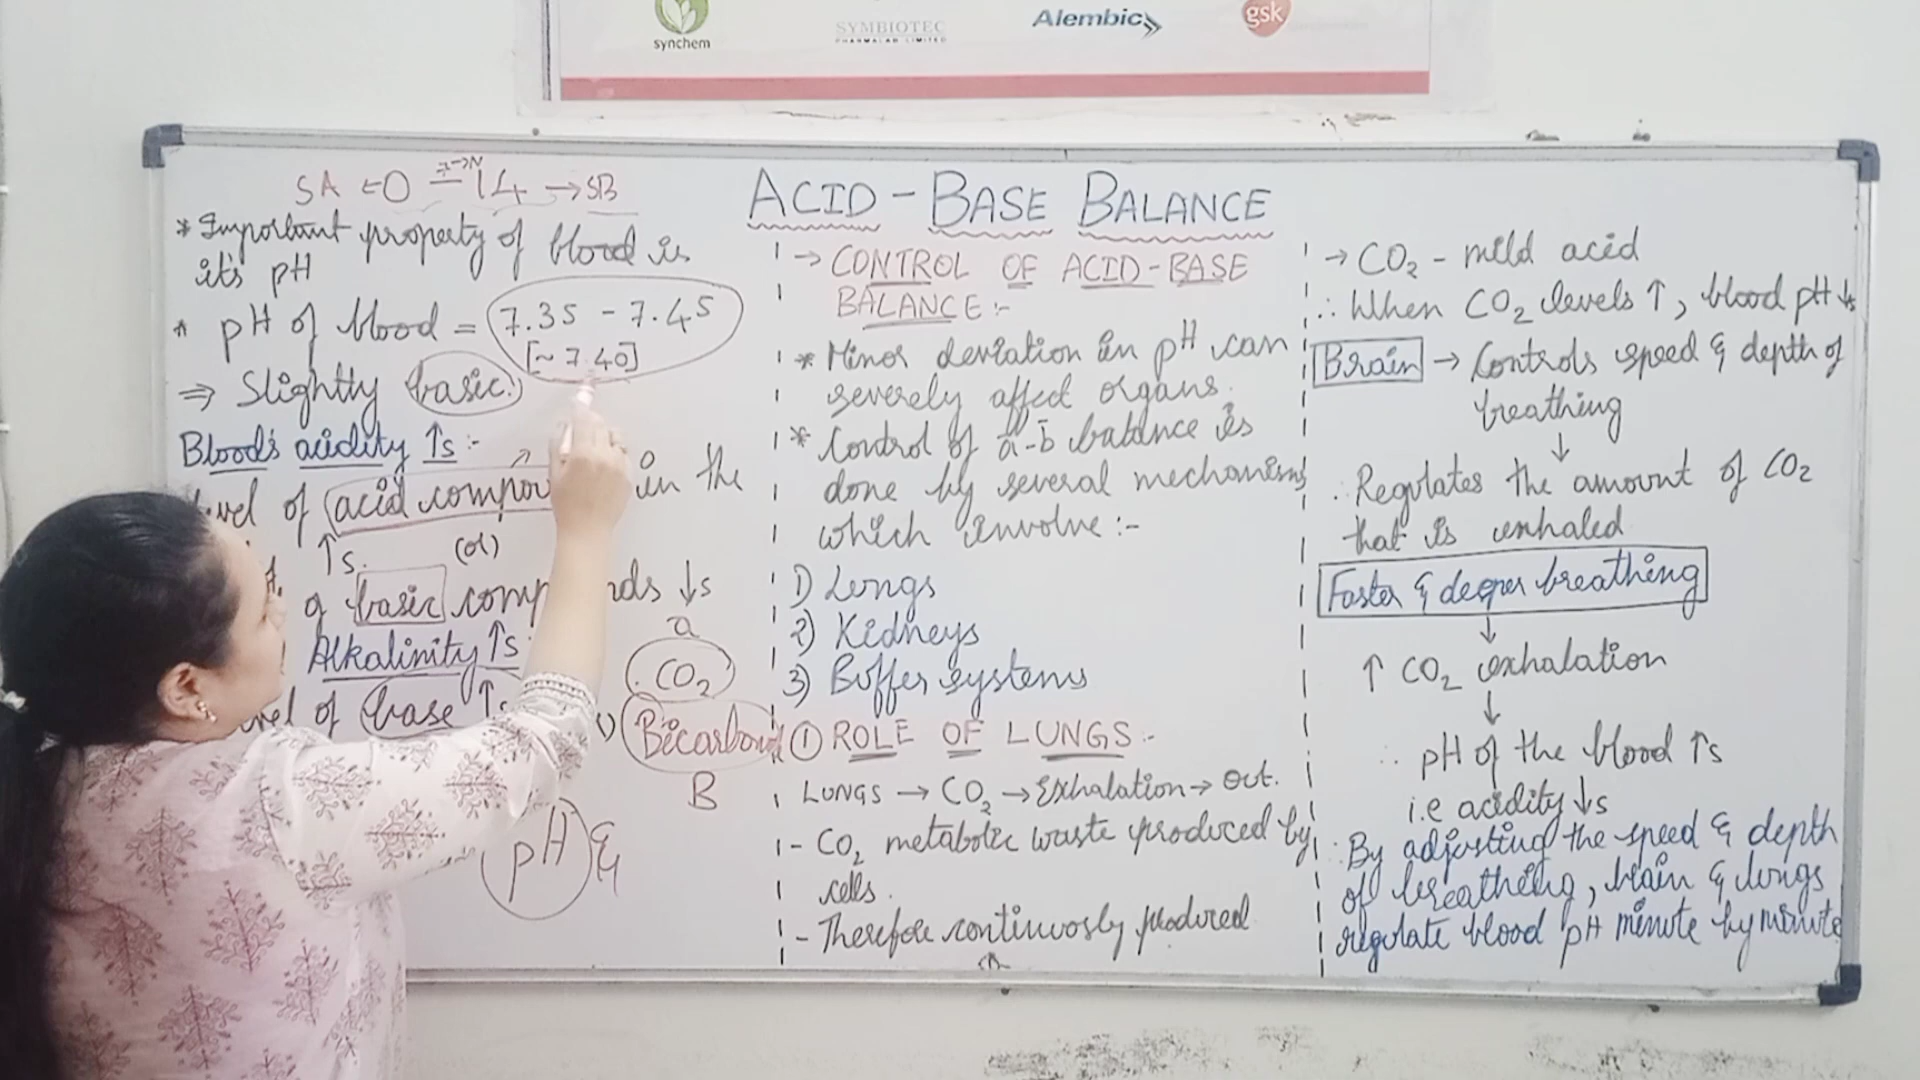 synchem
SYMBIOTEC
PHARMALAB LIMITED
Alembic
gsk
ACID-BASE BALANCE
SA ← 0 — 14 → SB
7 → N
* Important property of blood is
it's pH
* pH of blood = 7.35 - 7.45
[~ 7.40]
⇒ Slightly basic.
Blood's acidity ↑s :-
level of acid in the
↑s. (or)
basic compounds ↓s
Alkalinity ↑s
level of base ↑s
a
CO₂
Bicarbon
B
pH
→ CONTROL OF ACID-BASE
BALANCE :-
* Minor deviation in pH can
severely affect organs.
* Control of a-b balance is
done by several mechanisms
which involve :-
1) Lungs
2) Kidneys
3) Buffer systems
① ROLE OF LUNGS :-
LUNGS → CO₂ → Exhalation → Out.
- CO₂ metabolic waste produced by
cells.
- Therefore continuosly produced
→ CO₂ - mild acid
∴ When CO₂ levels ↑, blood pH ↓s
Brain → Controls speed & depth of
breathing
↓
∴ Regulates the amount of CO₂
that is exhaled
Faster & deeper breathing
↓
↑ CO₂ exhalation
↓
∴ pH of the blood ↑s
i.e acidity ↓s
∴ By adjusting the speed & depth
of breathing, brain & lungs
regulate blood pH minute by minute